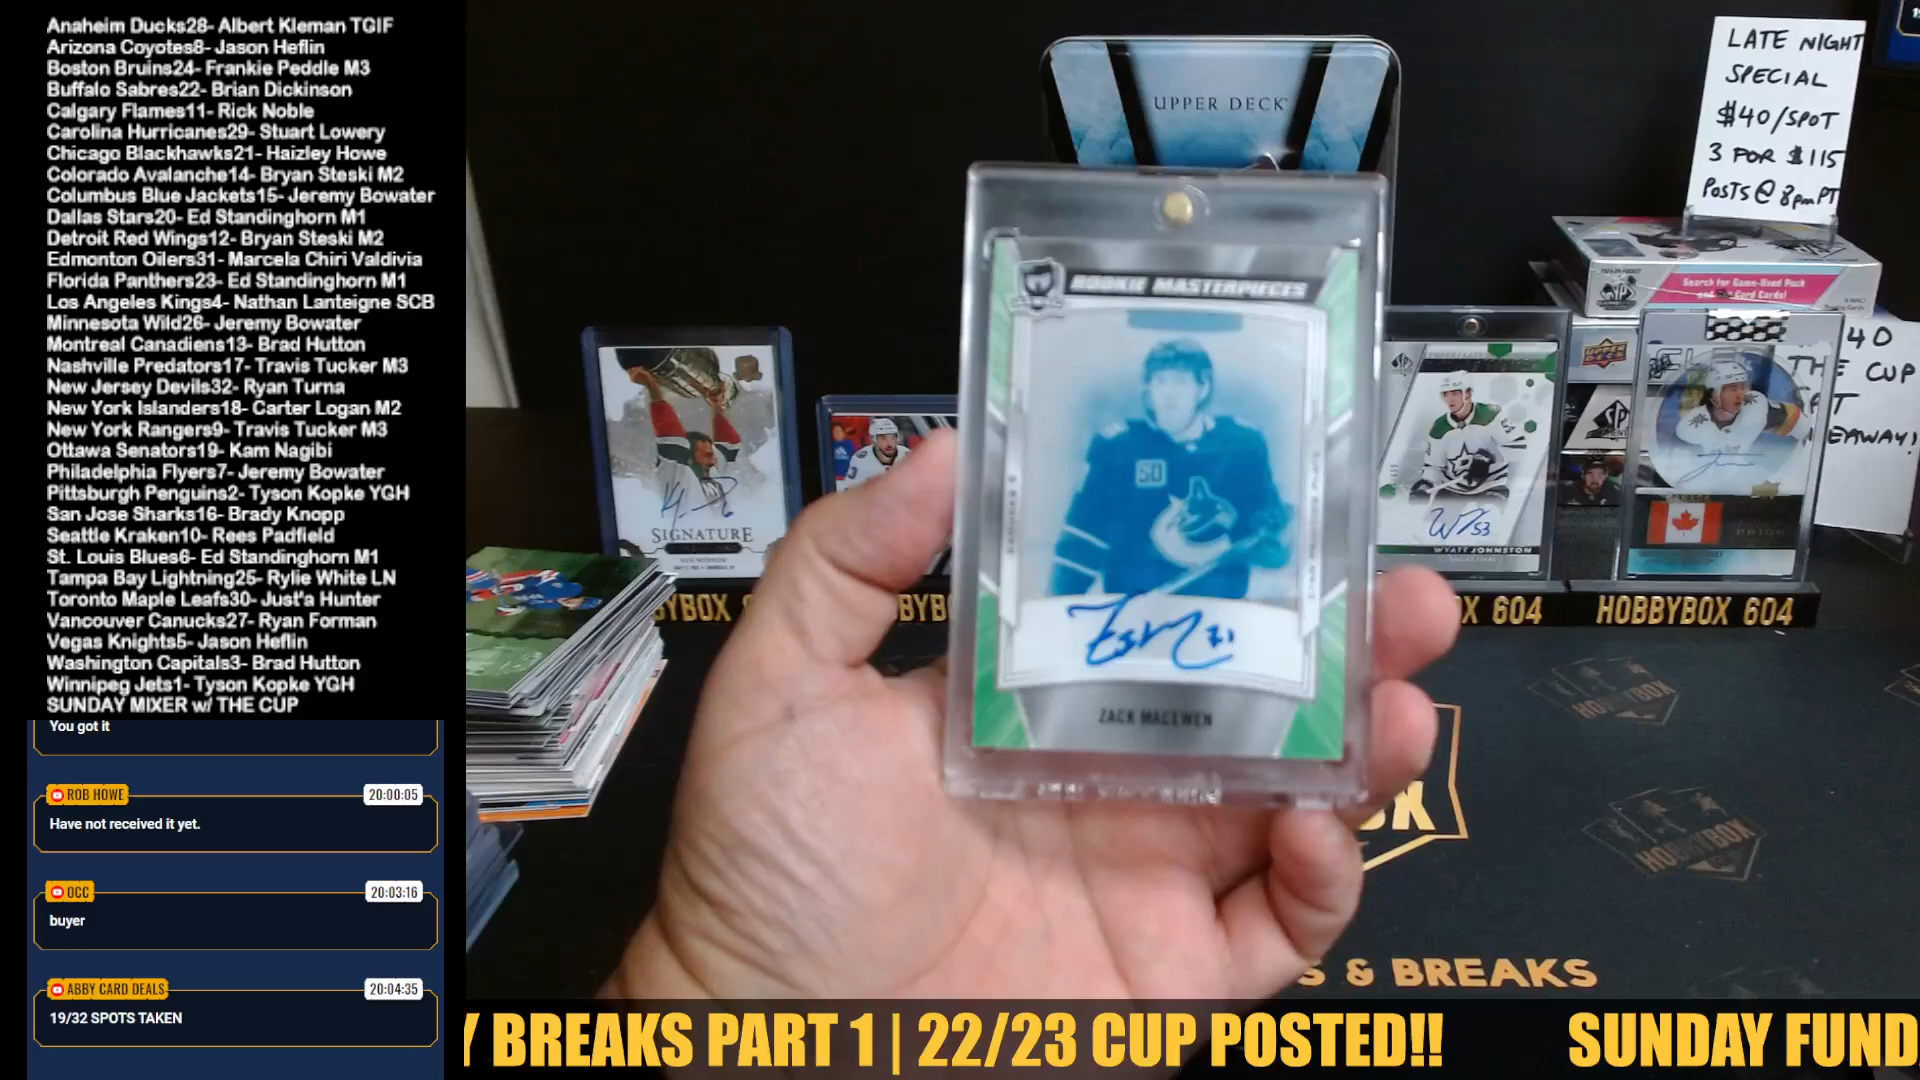 Anaheim Ducks28- Albert Kleman TGIF
Arizona Coyotes8- Jason Heflin
Boston Bruins24- Frankie Peddle M3
Buffalo Sabres22- Brian Dickinson
Calgary Flames11- Rick Noble
Carolina Hurricanes29- Stuart Lowery
Chicago Blackhawks21- Haizley Howe
Colorado Avalanche14- Bryan Steski M2
Columbus Blue Jackets15- Jeremy Bowater
Dallas Stars20- Ed Standinghorn M1
Detroit Red Wings12- Bryan Steski M2
Edmonton Oilers31- Marcela Chiri Valdivia
Florida Panthers23- Ed Standinghorn M1
Los Angeles Kings4- Nathan Lanteigne SCB
Minnesota Wild26- Jeremy Bowater
Montreal Canadiens13- Brad Hutton
Nashville Predators17- Travis Tucker M3
New Jersey Devils32- Ryan Turna
New York Islanders18- Carter Logan M2
New York Rangers9- Travis Tucker M3
Ottawa Senators19- Kam Nagibi
Philadelphia Flyers7- Jeremy Bowater
Pittsburgh Penguins2- Tyson Kopke YGH
San Jose Sharks16- Brady Knopp
Seattle Kraken10- Rees Padfield
St. Louis Blues6- Ed Standinghorn M1
Tampa Bay Lightning25- Rylie White LN
Toronto Maple Leafs30- Just'a Hunter
Vancouver Canucks27- Ryan Forman
Vegas Knights5- Jason Heflin
Washington Capitals3- Brad Hutton
Winnipeg Jets1- Tyson Kopke YGH
SUNDAY MIXER w/ THE CUP
You got it
ROB HOWE 20:00:05
Have not received it yet.
OCC 20:03:16
buyer
ABBY CARD DEALS 20:04:35
19/32 SPOTS TAKEN
UPPER DECK
LATE NIGHT
SPECIAL
$40/SPOT
3 FOR $115
POSTS @ 8pm PT
Search for Game-Used Puck
and Card Cards!
ROOKIE MASTERPIECES
50
ZACK MACEWEN
SIGNATURE
UPPER DECK
WYATT JOHNSTON
40
THE CUP
HOBBYBOX 604
X 604
HOBBYBOX
S & BREAKS
Y BREAKS PART 1 | 22/23 CUP POSTED!! SUNDAY FUND